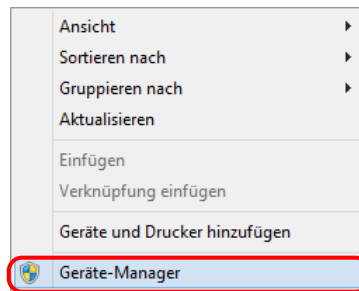 Ansicht
Sortieren nach
Gruppieren nach
Aktualisieren
Einfügen
Verknüpfung einfügen
Geräte und Drucker hinzufügen
Geräte-Manager